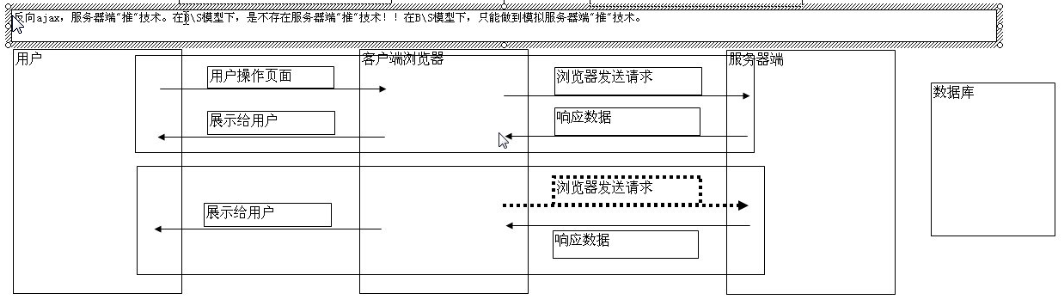 反向ajax，服务器端"推"技术。在B\S模型下，是不存在服务器端"推"技术！！在B\S模型下，只能做到模拟服务器端"推"技术。
用户
客户端浏览器
服务器端
数据库
用户操作页面
浏览器发送请求
展示给用户
响应数据
浏览器发送请求
展示给用户
响应数据